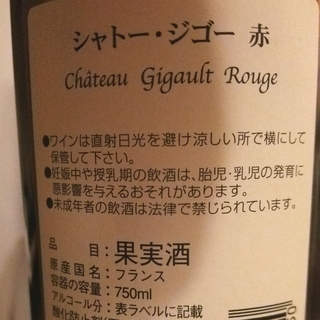 シャトー・ジゴー 赤
Château Gigault Rouge
●ワインは直射日光を避け涼しい所で横にして
保管して下さい。
●妊娠中や授乳期の飲酒は、胎児・乳児の発育に
悪影響を与えるおそれがあります。
●未成年者の飲酒は法律で禁じられています。
品 目：果実酒
原産国名：フランス
容器の容量：750ml
アルコール分：表ラベルに記載
酸化防止剤